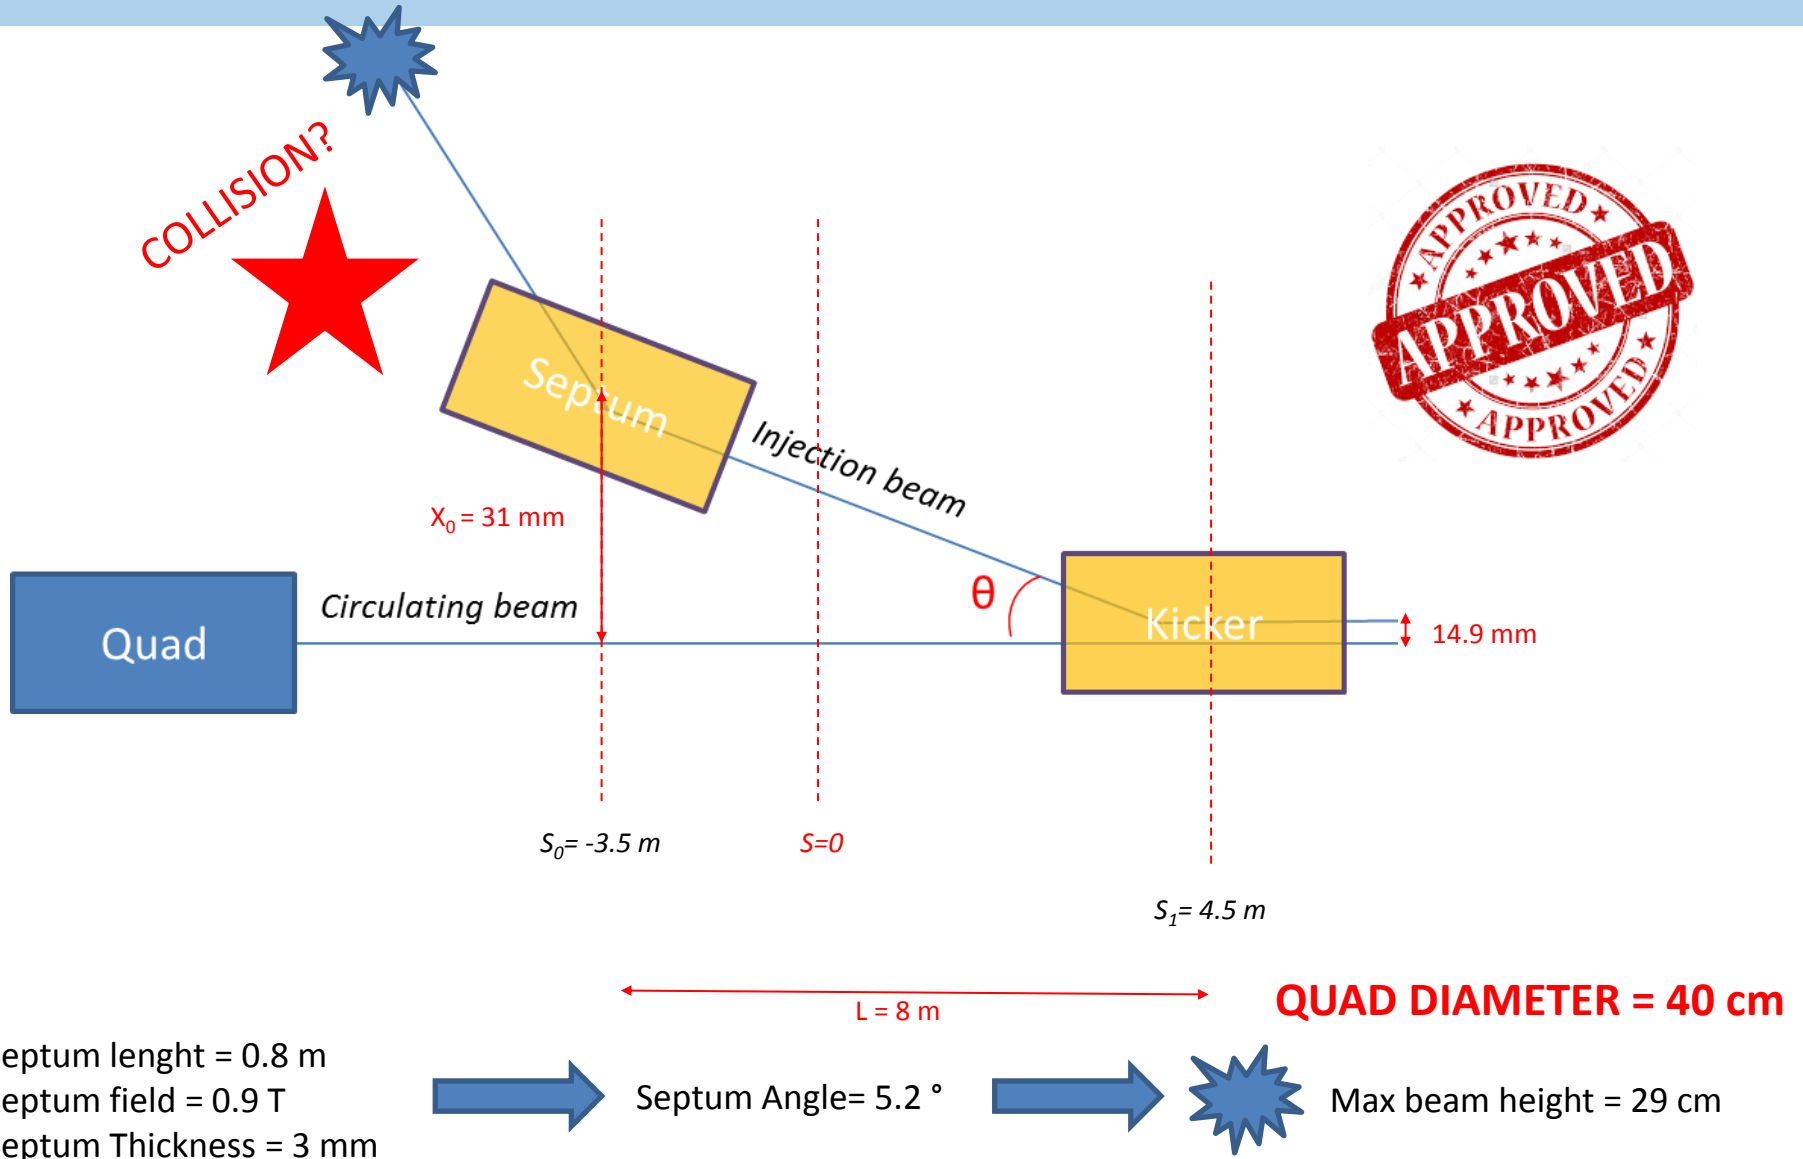 COLLISION?
APPROVED
APPROVED
APPROVED
Septum
Injection beam
X₀ = 31 mm
Circulating beam
θ
Quad
Kicker
14.9 mm
S₀= -3.5 m
S=0
S₁= 4.5 m
L = 8 m
QUAD DIAMETER = 40 cm
eptum lenght = 0.8 m
eptum field = 0.9 T
eptum Thickness = 3 mm
Septum Angle= 5.2 °
Max beam height = 29 cm